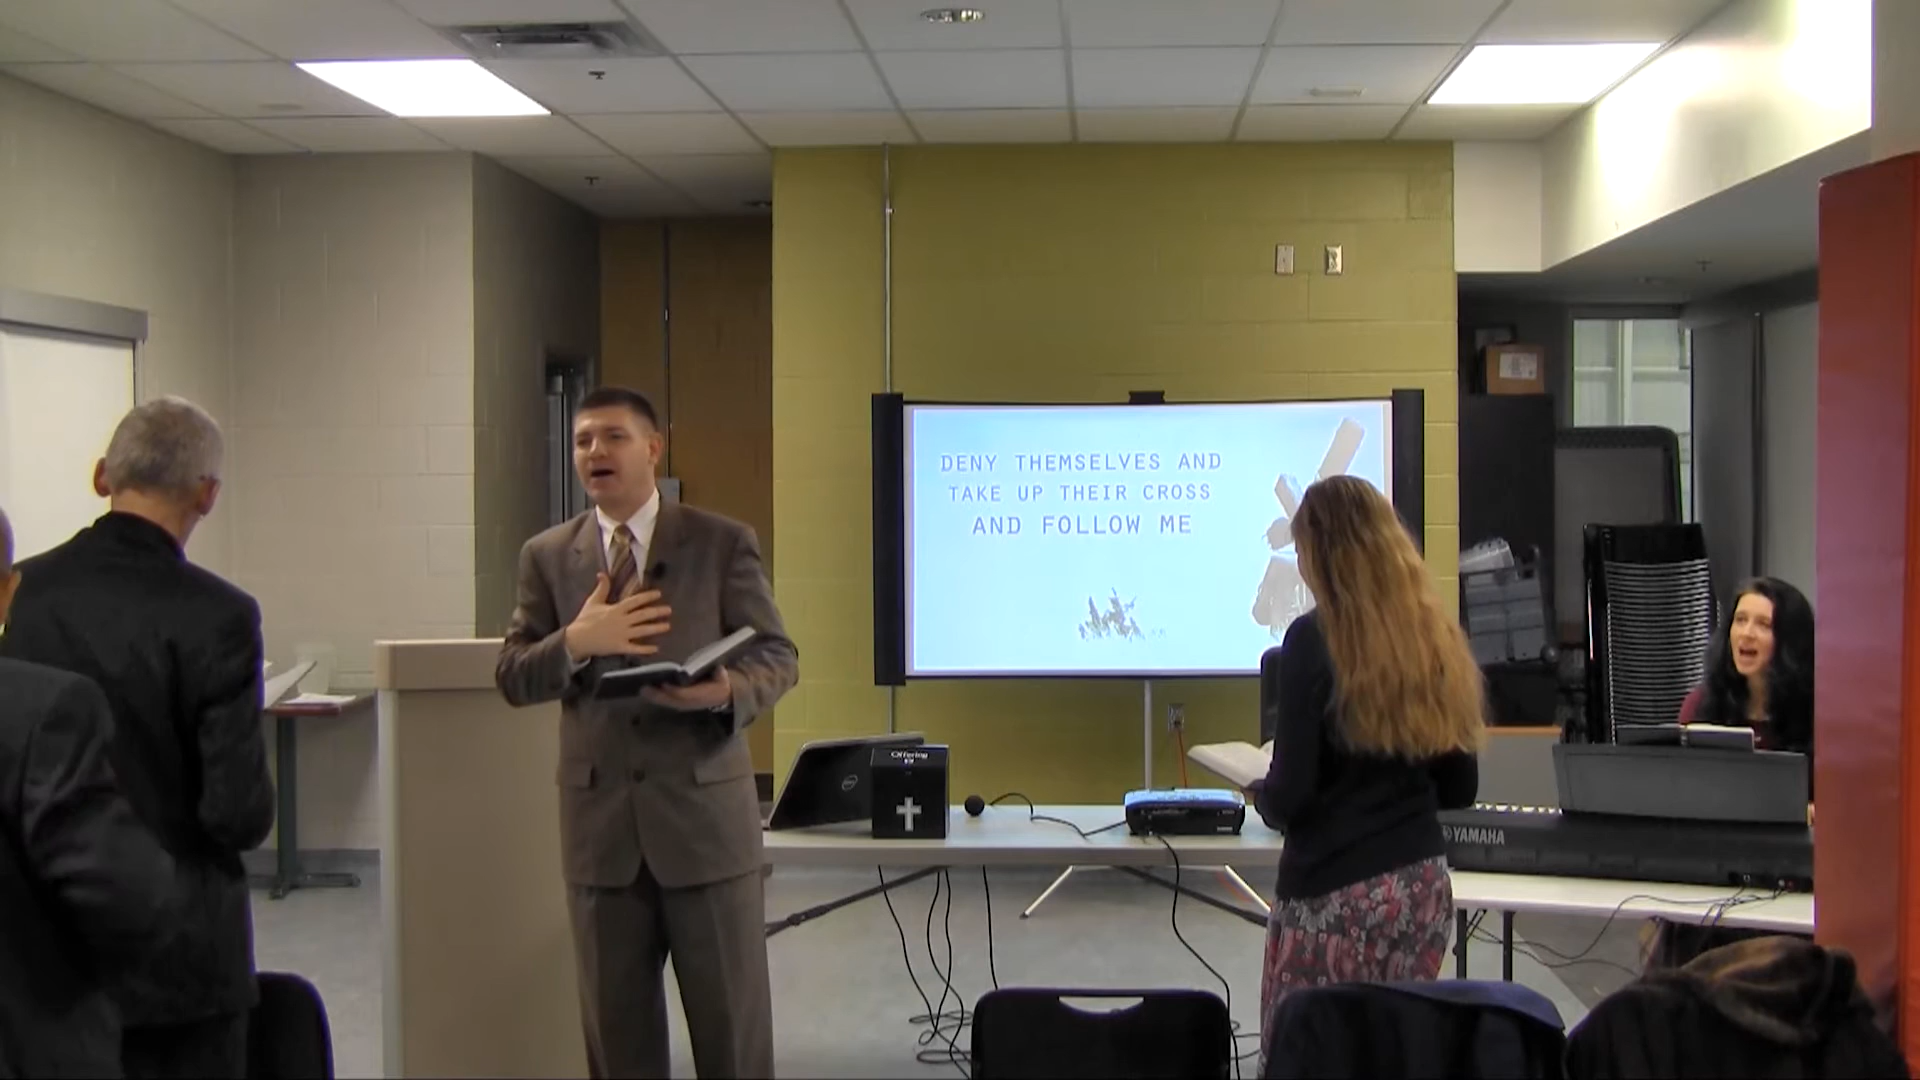 DENY THEMSELVES AND
TAKE UP THEIR CROSS
AND FOLLOW ME
Offering
YAMAHA